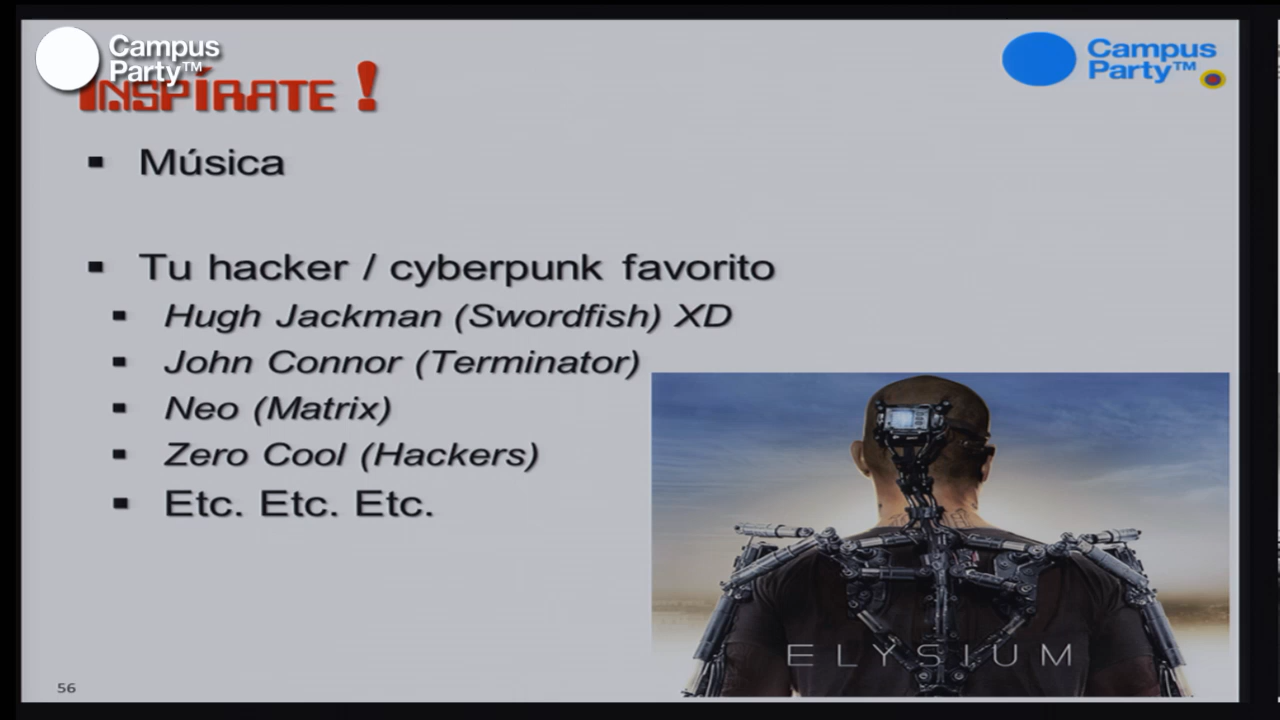 Campus
Party™
Campus
Party™
INSPÍRATE !
▪ Música
▪ Tu hacker / cyberpunk favorito
▪ Hugh Jackman (Swordfish) XD
▪ John Connor (Terminator)
▪ Neo (Matrix)
▪ Zero Cool (Hackers)
▪ Etc. Etc. Etc.
ELYSIUM
56